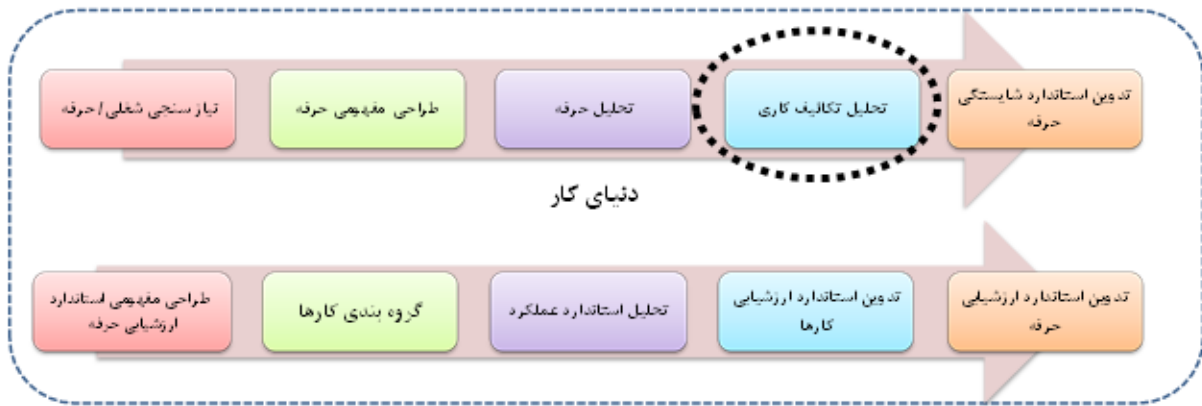 نیاز سنجی شغلی/ حرفه
طراحی مفهومی حرفه
تحلیل حرفه
تحلیل تکالیف کاری
تدوین استاندارد شایستگی
حرفه
دنیای کار
طراحی مفهومی استاندارد
ارزشیابی حرفه
گروه بندی کارها
تحلیل استاندارد عملکرد
تدوین استاندارد ارزشیابی
کارها
تدوین استاندارد ارزشیابی
حرفه